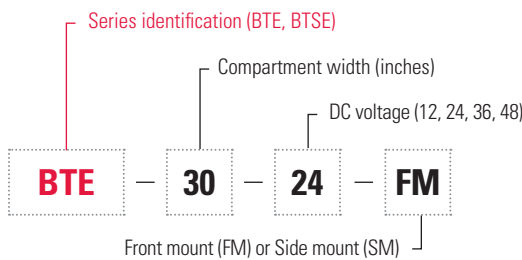 Series identification (BTE, BTSE)
Compartment width (inches)
DC voltage (12, 24, 36, 48)
BTE – 30 – 24 – FM
Front mount (FM) or Side mount (SM)